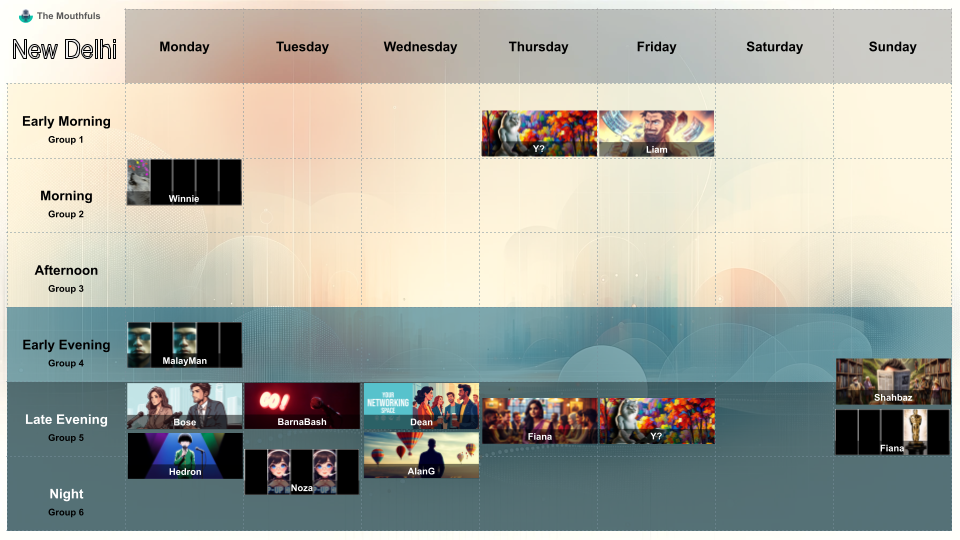 The Mouthfuls
New Delhi
Monday
Tuesday
Wednesday
Thursday
Friday
Saturday
Sunday
Early Morning
Group 1
Y?
Liam
Morning
Group 2
Winnie
Afternoon
Group 3
Early Evening
Group 4
MalayMan
Shahbaz
Late Evening
Group 5
Bose
GO!
BarnaBash
YOUR
NETWORKING
SPACE
Dean
Fiana
Y?
Fiana
Hedron
Noza
AlanG
Night
Group 6